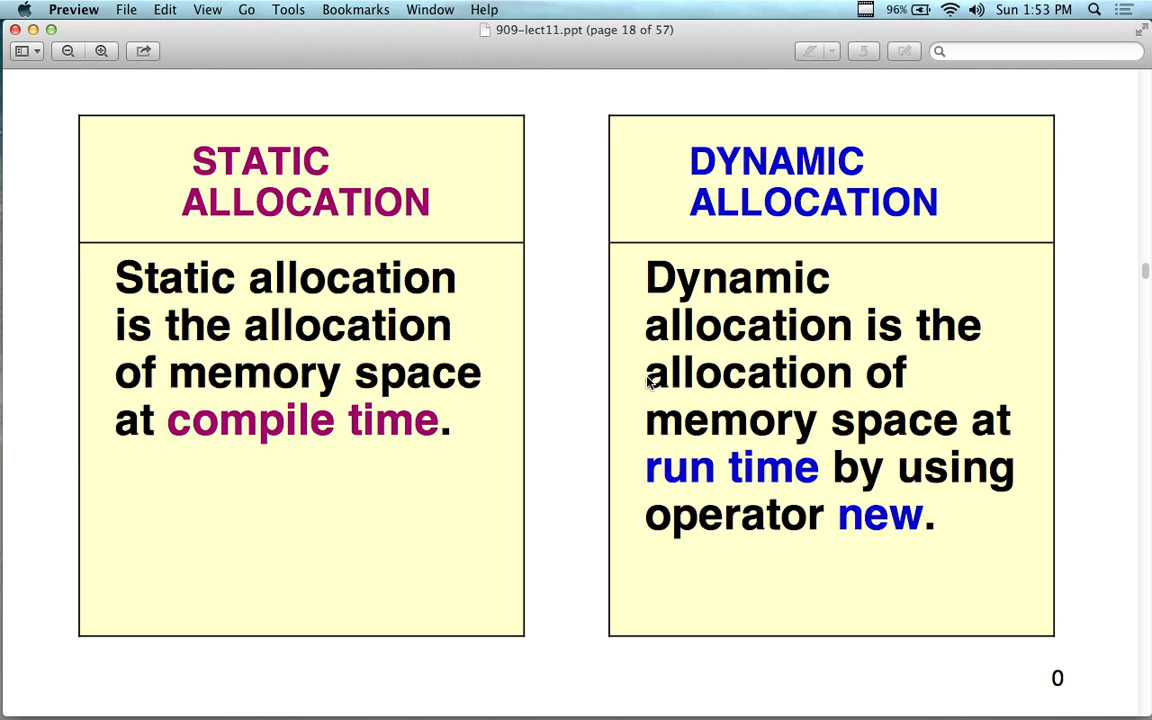 Preview File Edit View Go Tools Bookmarks Window Help 96% Sun 1:53 PM
909-lect11.ppt (page 18 of 57)
STATIC
ALLOCATION
Static allocation
is the allocation
of memory space
at compile time.
DYNAMIC
ALLOCATION
Dynamic
allocation is the
allocation of
memory space at
run time by using
operator new.
0